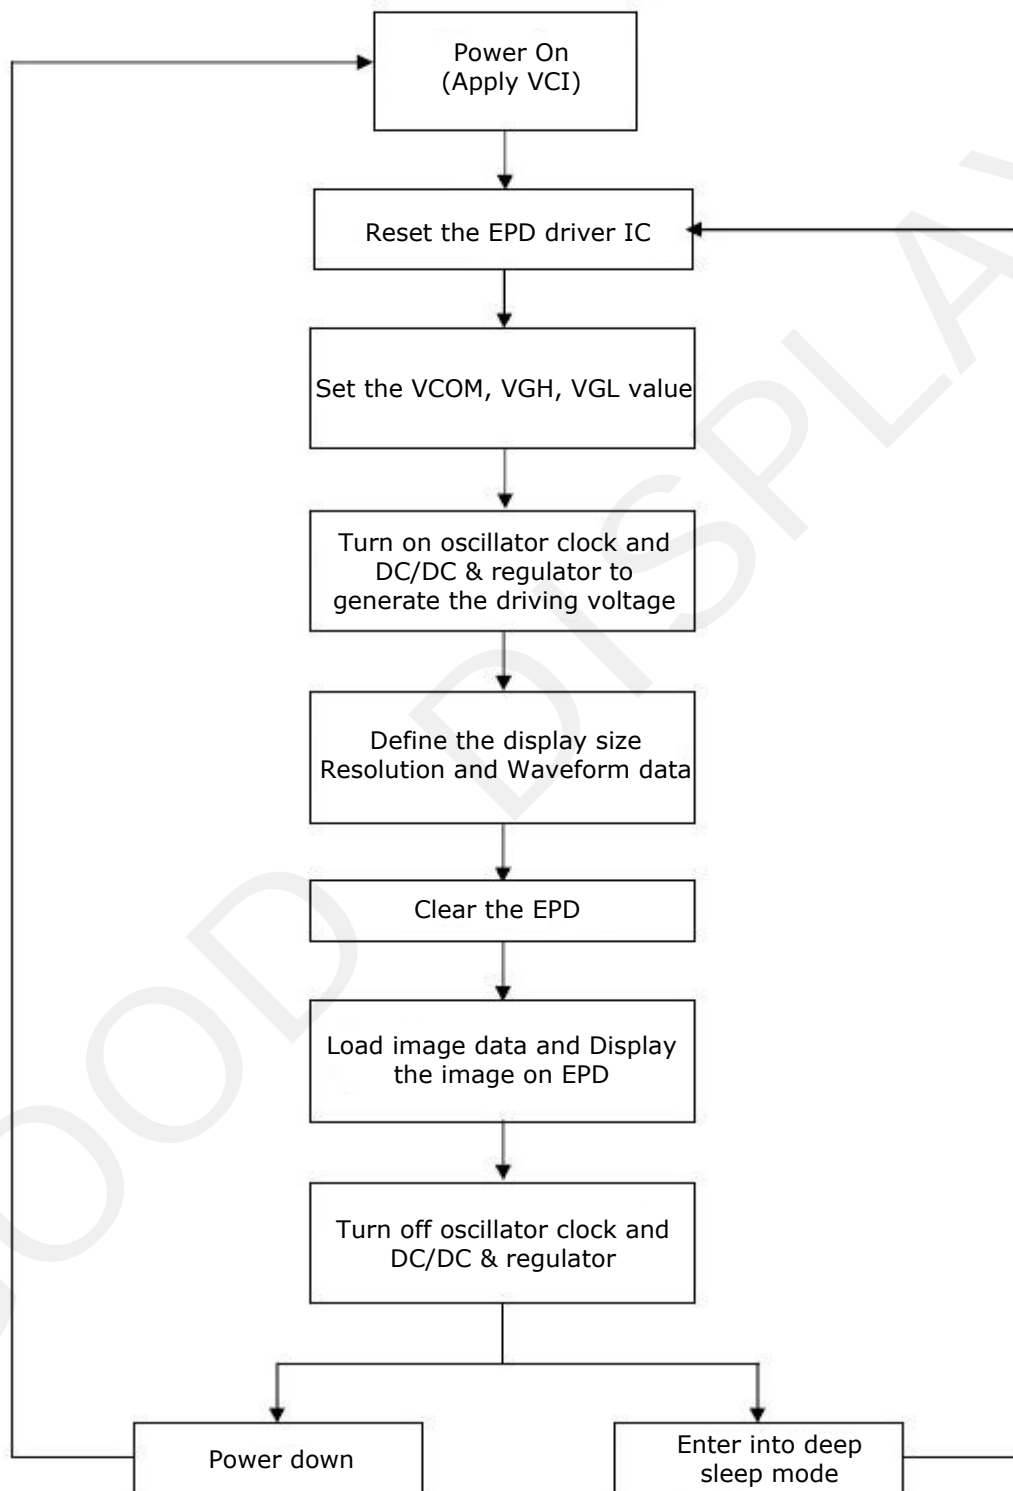 Power On
(Apply VCI)
Reset the EPD driver IC
Set the VCOM, VGH, VGL value
Turn on oscillator clock and
DC/DC & regulator to
generate the driving voltage
Define the display size
Resolution and Waveform data
Clear the EPD
Load image data and Display
the image on EPD
Turn off oscillator clock and
DC/DC & regulator
Power down
Enter into deep
sleep mode
GOOD DISPLAY